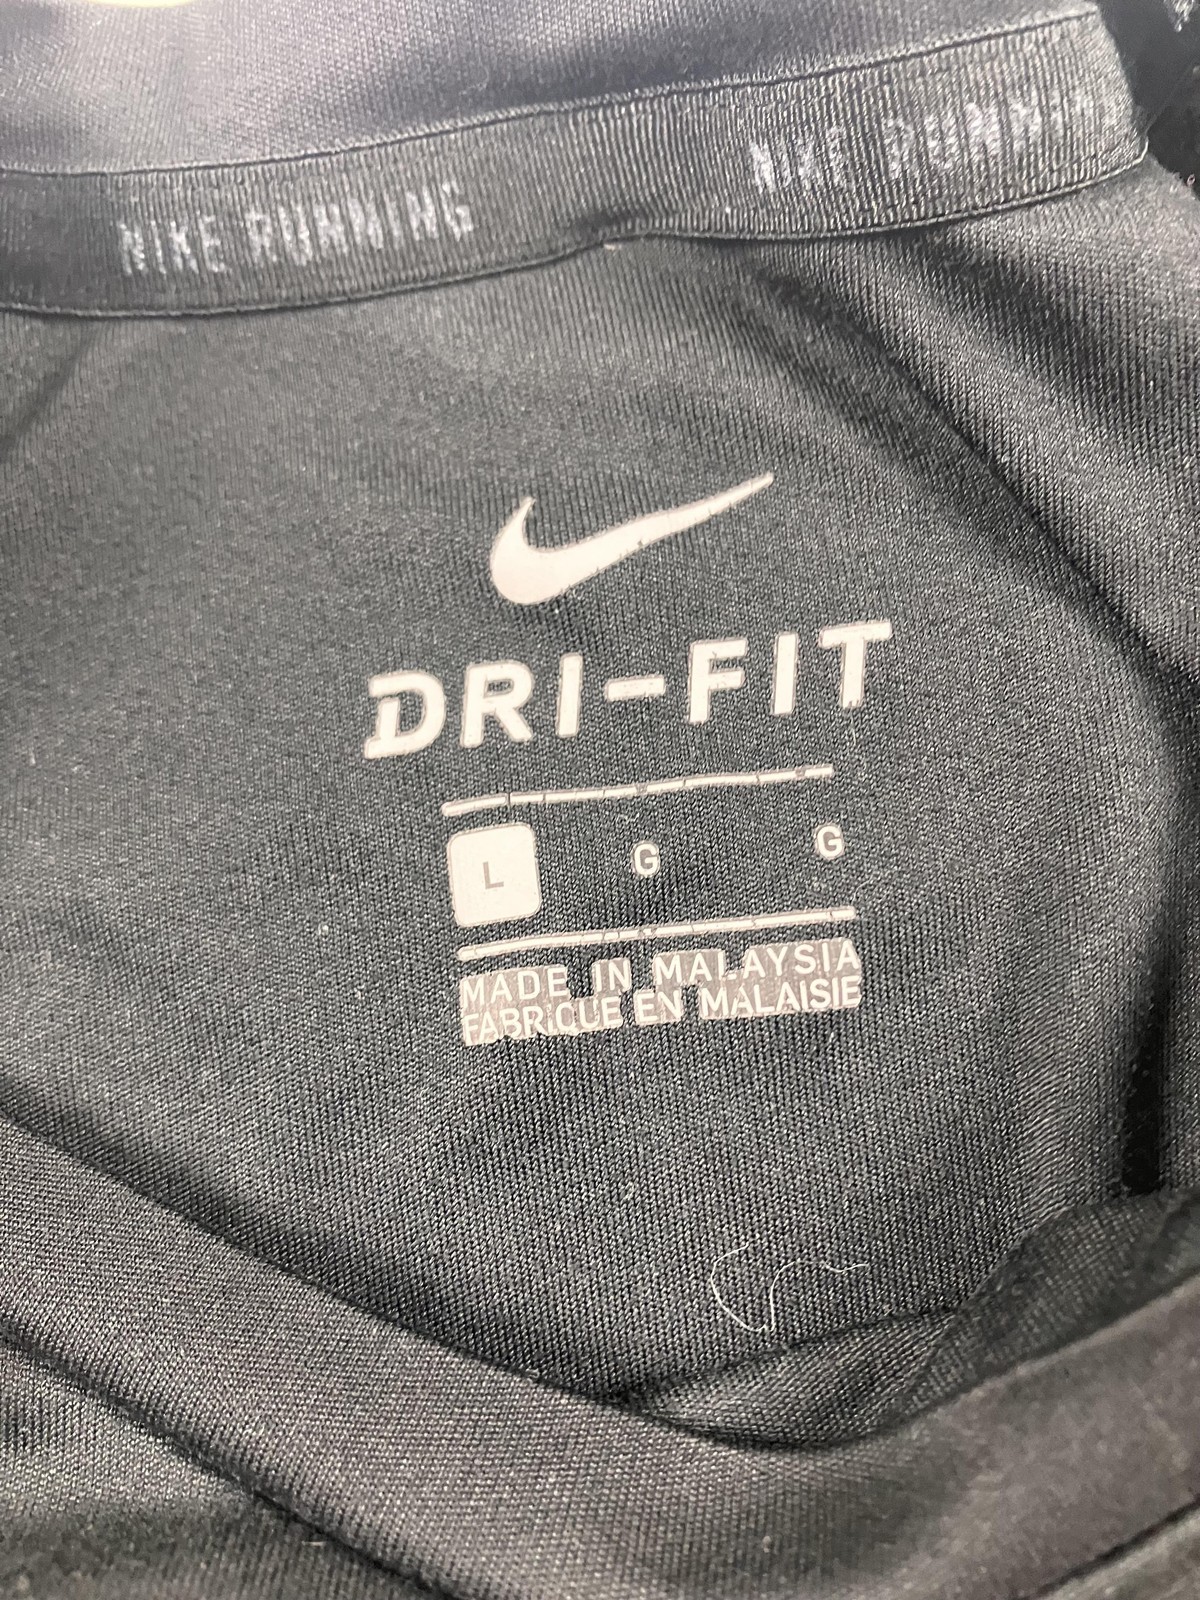 NIKE RUNNING
NIKE RUNNING
DRI-FIT
L G G
MADE IN MALAYSIA
FABRIQUE EN MALAISIE